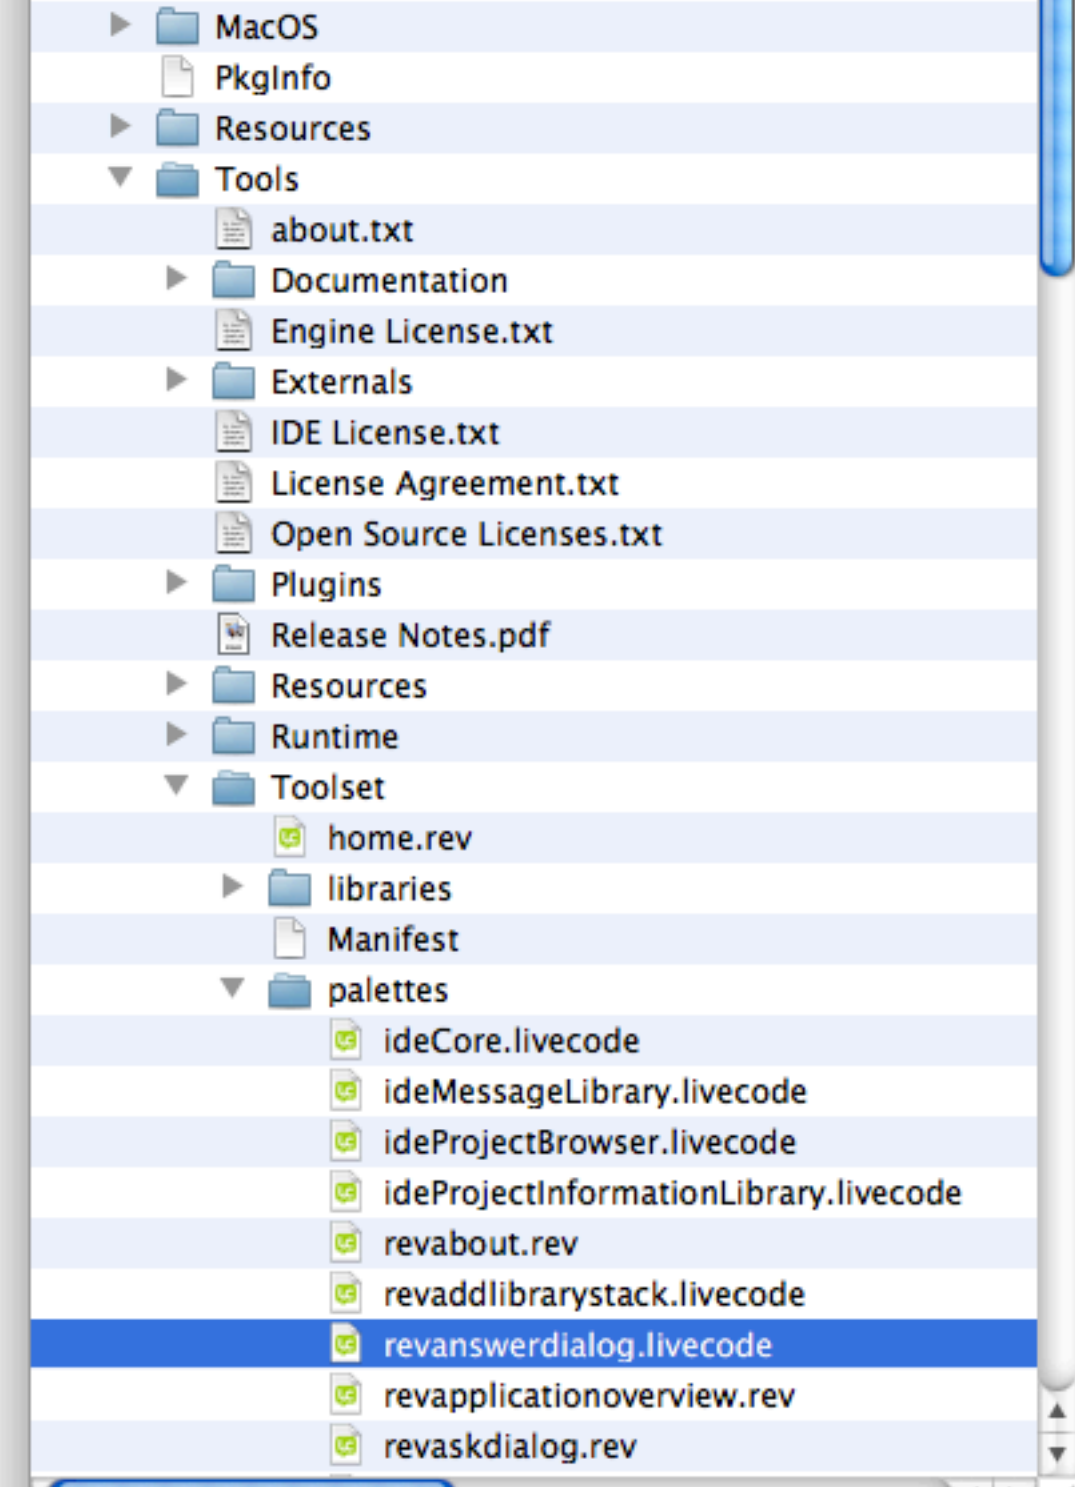 MacOS
PkgInfo
Resources
Tools
about.txt
Documentation
Engine License.txt
Externals
IDE License.txt
License Agreement.txt
Open Source Licenses.txt
Plugins
Release Notes.pdf
Resources
Runtime
Toolset
home.rev
libraries
Manifest
palettes
ideCore.livecode
ideMessageLibrary.livecode
ideProjectBrowser.livecode
ideProjectInformationLibrary.livecode
revabout.rev
revaddlibrarystack.livecode
revanswerdialog.livecode
revapplicationoverview.rev
revaskdialog.rev